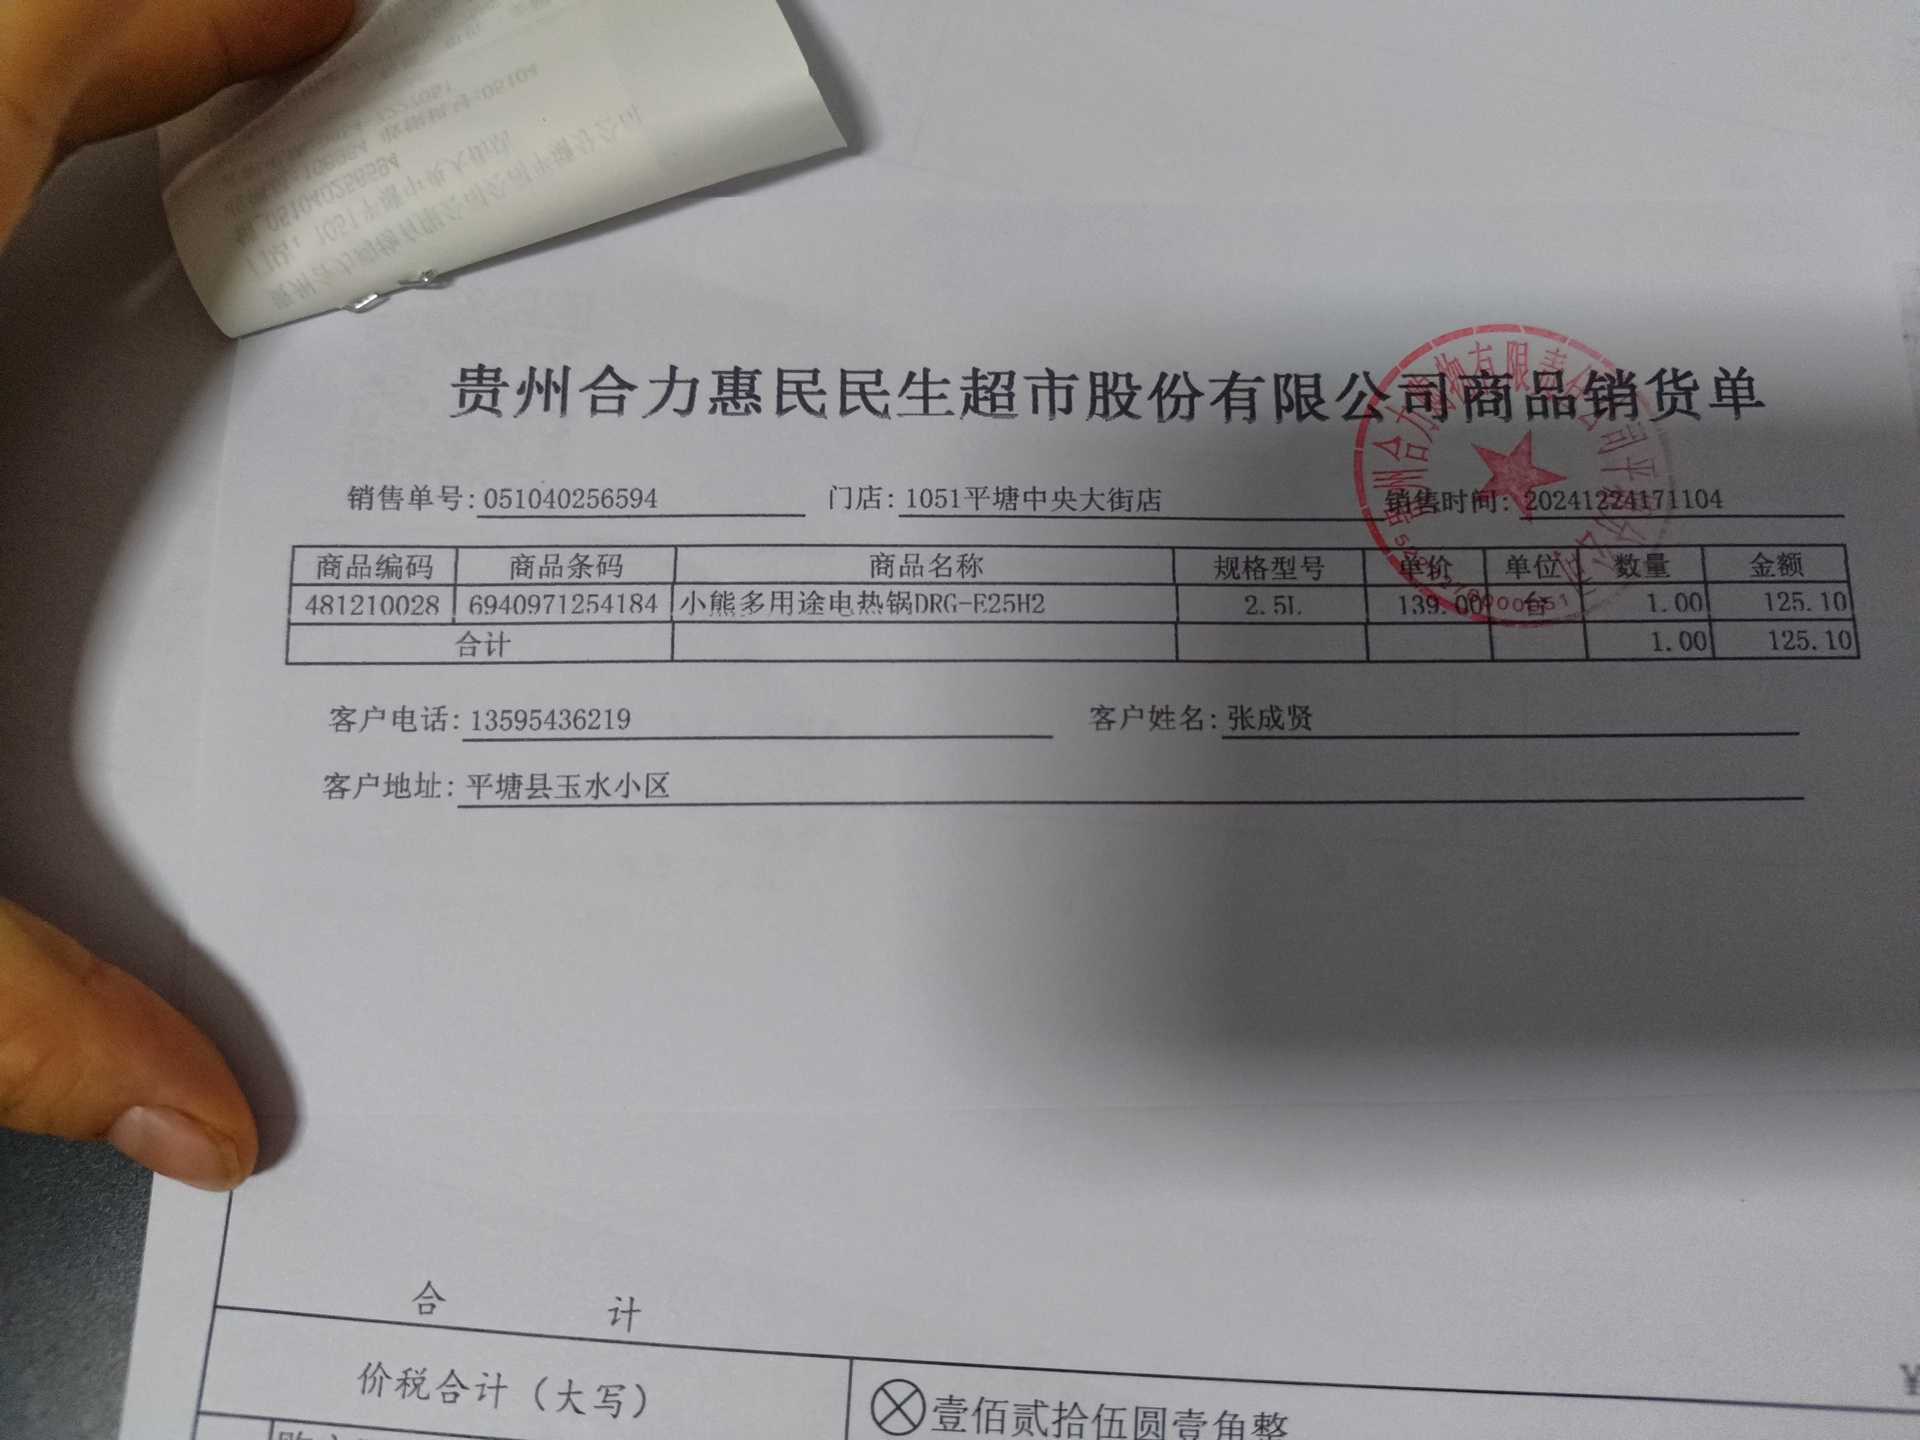 贵州合力惠民民生超市股份有限公司商品销货单
销售单号: 051040256594 门店: 1051平塘中央大街店 销售时间: 20241224171104
商品编码 商品条码 商品名称 规格型号 单价 单位 数量 金额
481210028 6940971254184 小熊多用途电热锅DRG-E25H2 2.5L 139.00 台 1.00 125.10
合计 1.00 125.10
客户电话: 13595436219 客户姓名: 张成贤
客户地址: 平塘县玉水小区
合 计
价税合计（大写） 壹佰贰拾伍圆壹角整
¥